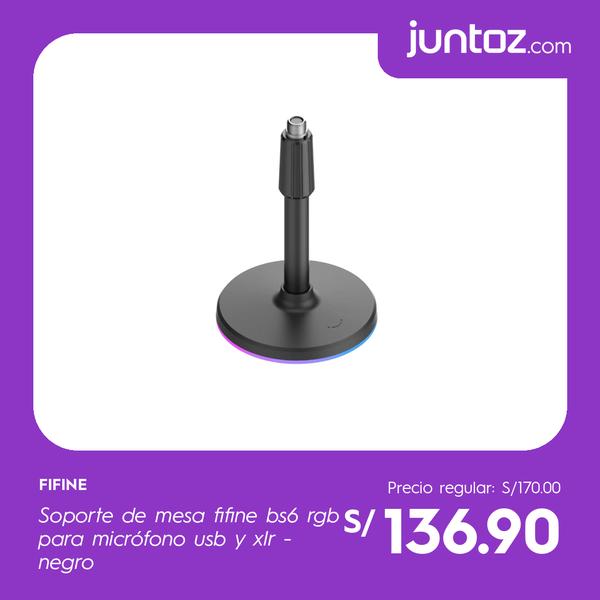 juntoz.com
FIFINE
Soporte de mesa fifine bs6 rgb
para micrófono usb y xlr -
negro
Precio regular: S/170.00
S/ 136.90